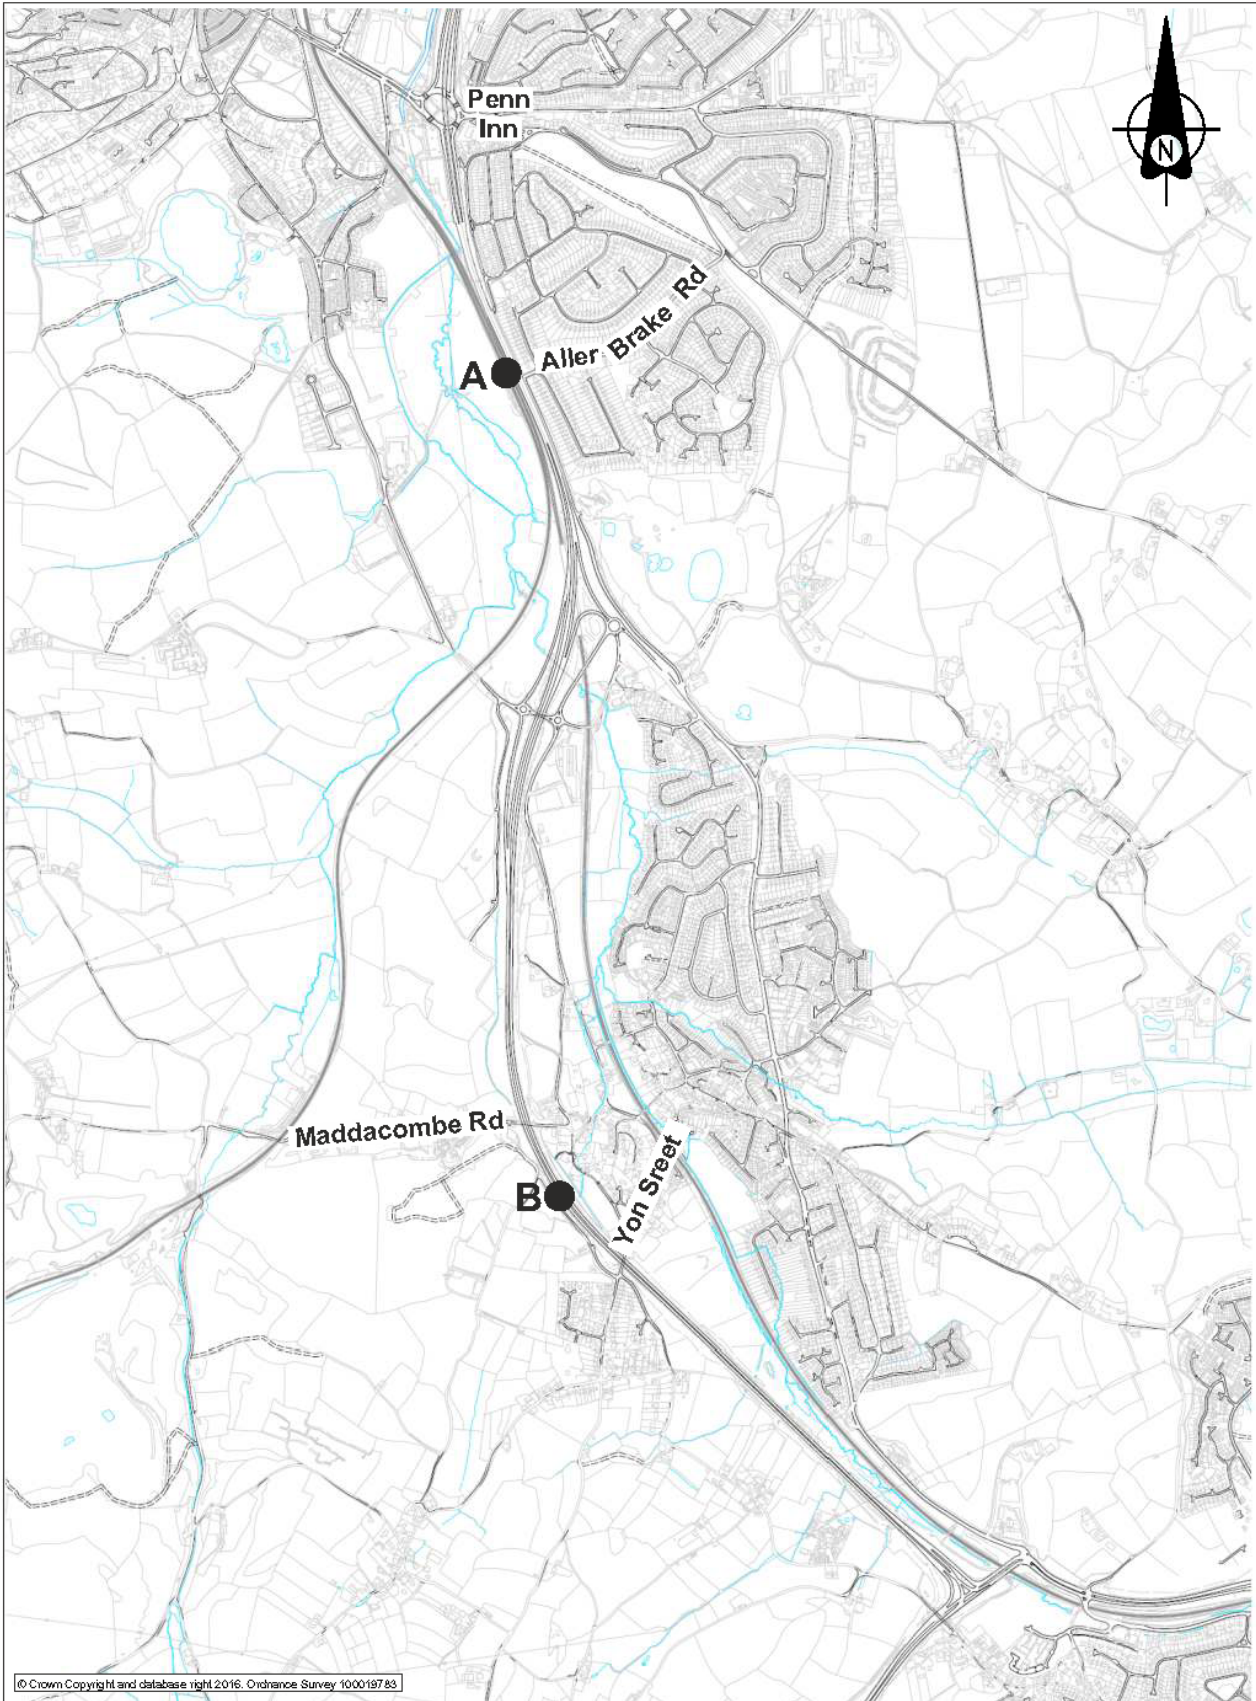 Penn
Inn
N
Aller Brake Rd
A
Maddacombe Rd
B
Yon Sreet
© Crown Copyright and database right 2016. Ordnance Survey 100019783